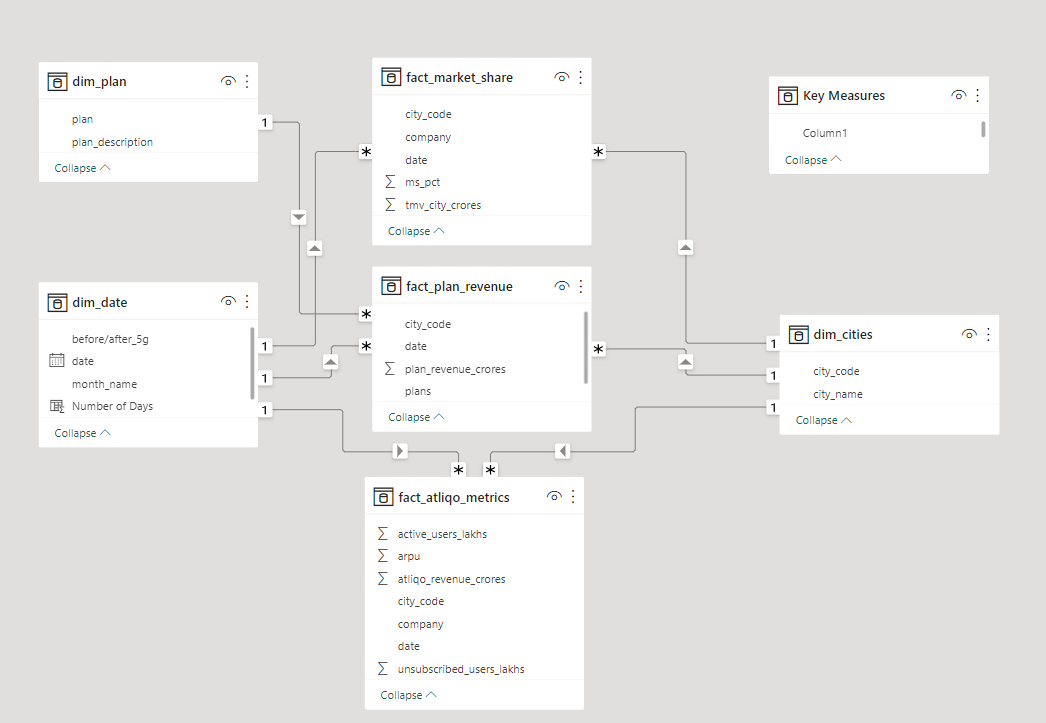 dim_plan
plan
plan_description
Collapse
1
fact_market_share
city_code
company
date
ms_pct
tmv_city_crores
Collapse
*
*
Key Measures
Column1
Collapse
dim_date
before/after_5g
date
month_name
Number of Days
Collapse
1
1
1
fact_plan_revenue
city_code
date
plan_revenue_crores
plans
Collapse
*
*
*
dim_cities
city_code
city_name
Collapse
1
1
1
*
*
fact_atliqo_metrics
active_users_lakhs
arpu
atliqo_revenue_crores
city_code
company
date
unsubscribed_users_lakhs
Collapse